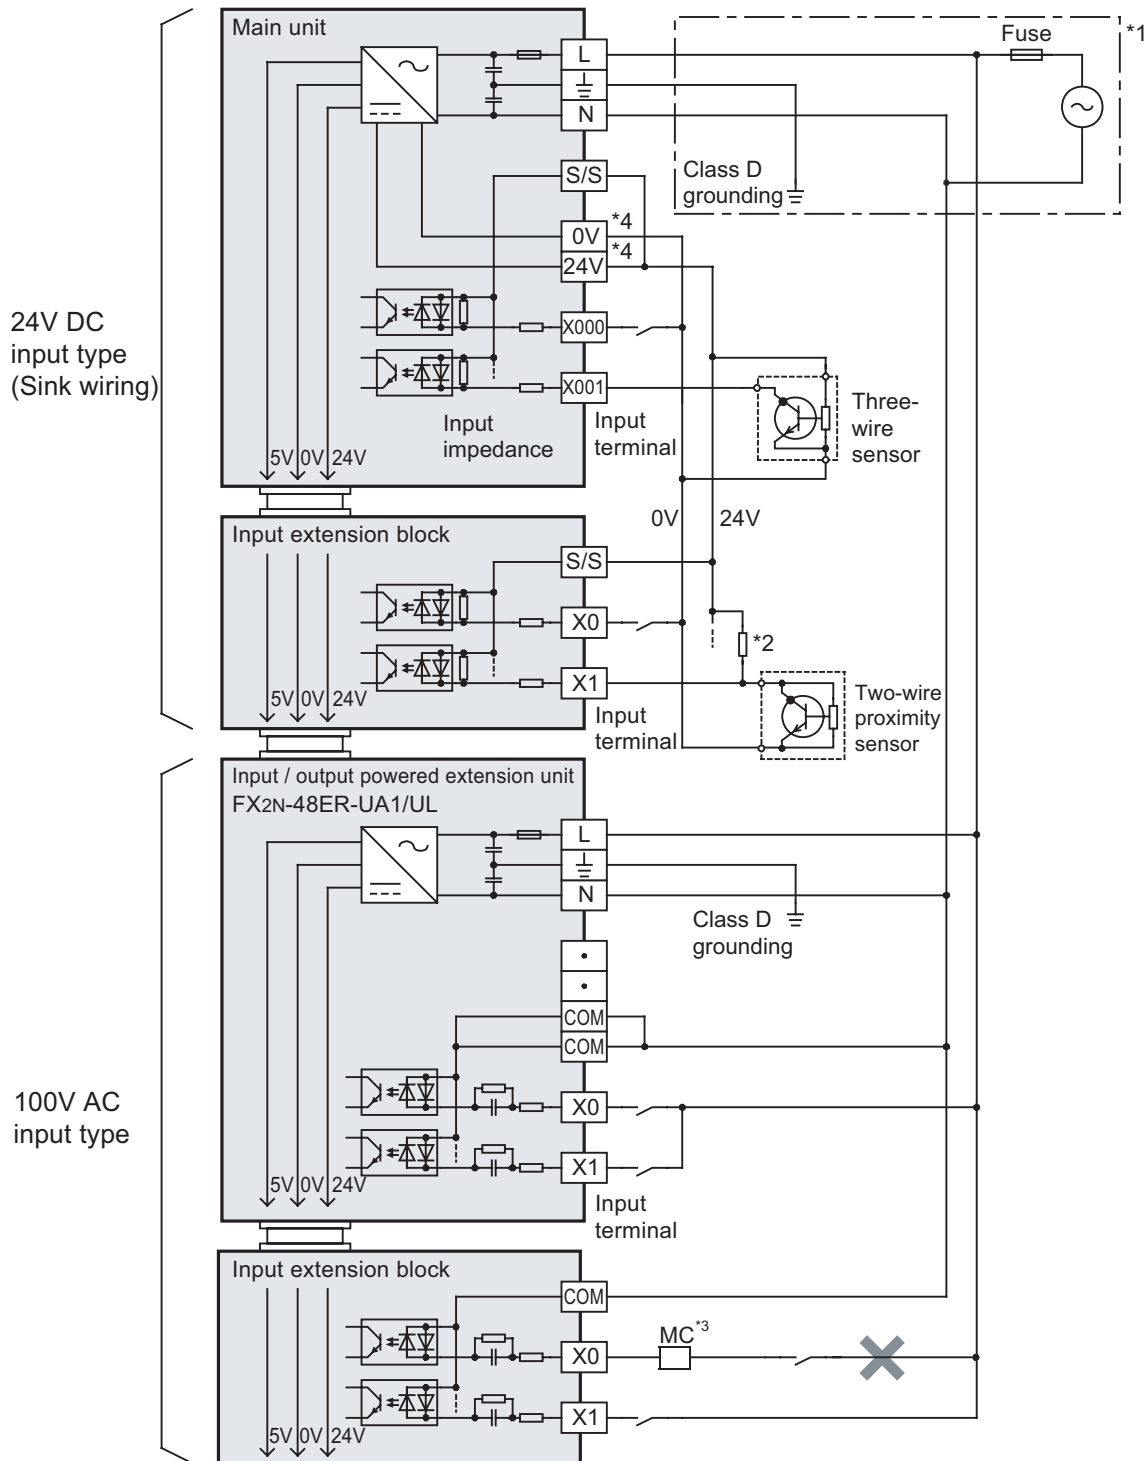 Main unit
L
N
Fuse
*1
Class D
grounding
S/S
0V
*4
24V
*4
X000
X001
24V DC
input type
(Sink wiring)
Input
impedance
Input
terminal
Three-
wire
sensor
5V 0V 24V
0V
24V
Input extension block
S/S
X0
X1
*2
Two-wire
proximity
sensor
5V 0V 24V
Input
terminal
Input / output powered extension unit
FX2N-48ER-UA1/UL
L
N
Class D
grounding
COM
COM
X0
X1
100V AC
input type
5V 0V 24V
Input
terminal
Input extension block
COM
MC*3
X0
X1
5V 0V 24V